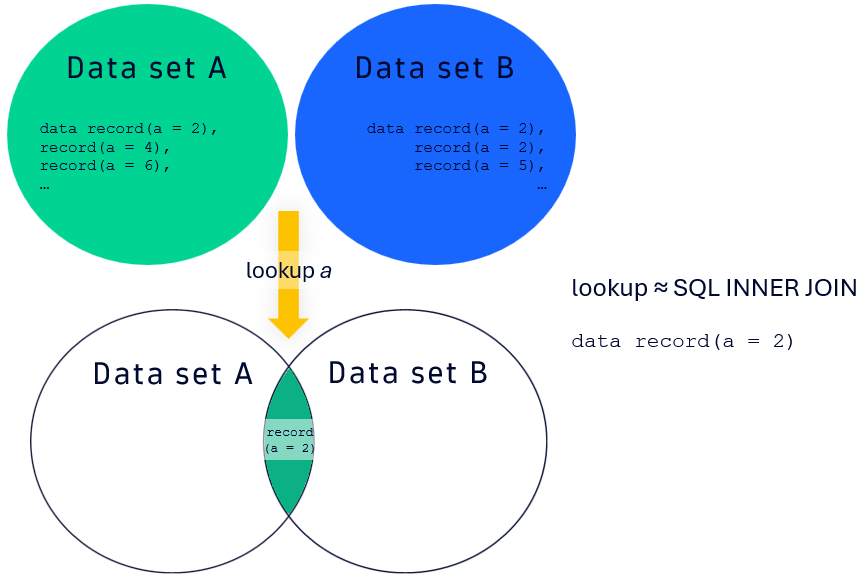 Data set A
data record(a = 2),
record(a = 4),
record(a = 6),
…
Data set B
data record(a = 2),
record(a = 2),
record(a = 5),
…
lookup a
lookup ≈ SQL INNER JOIN
data record(a = 2)
Data set A
Data set B
record
(a = 2)